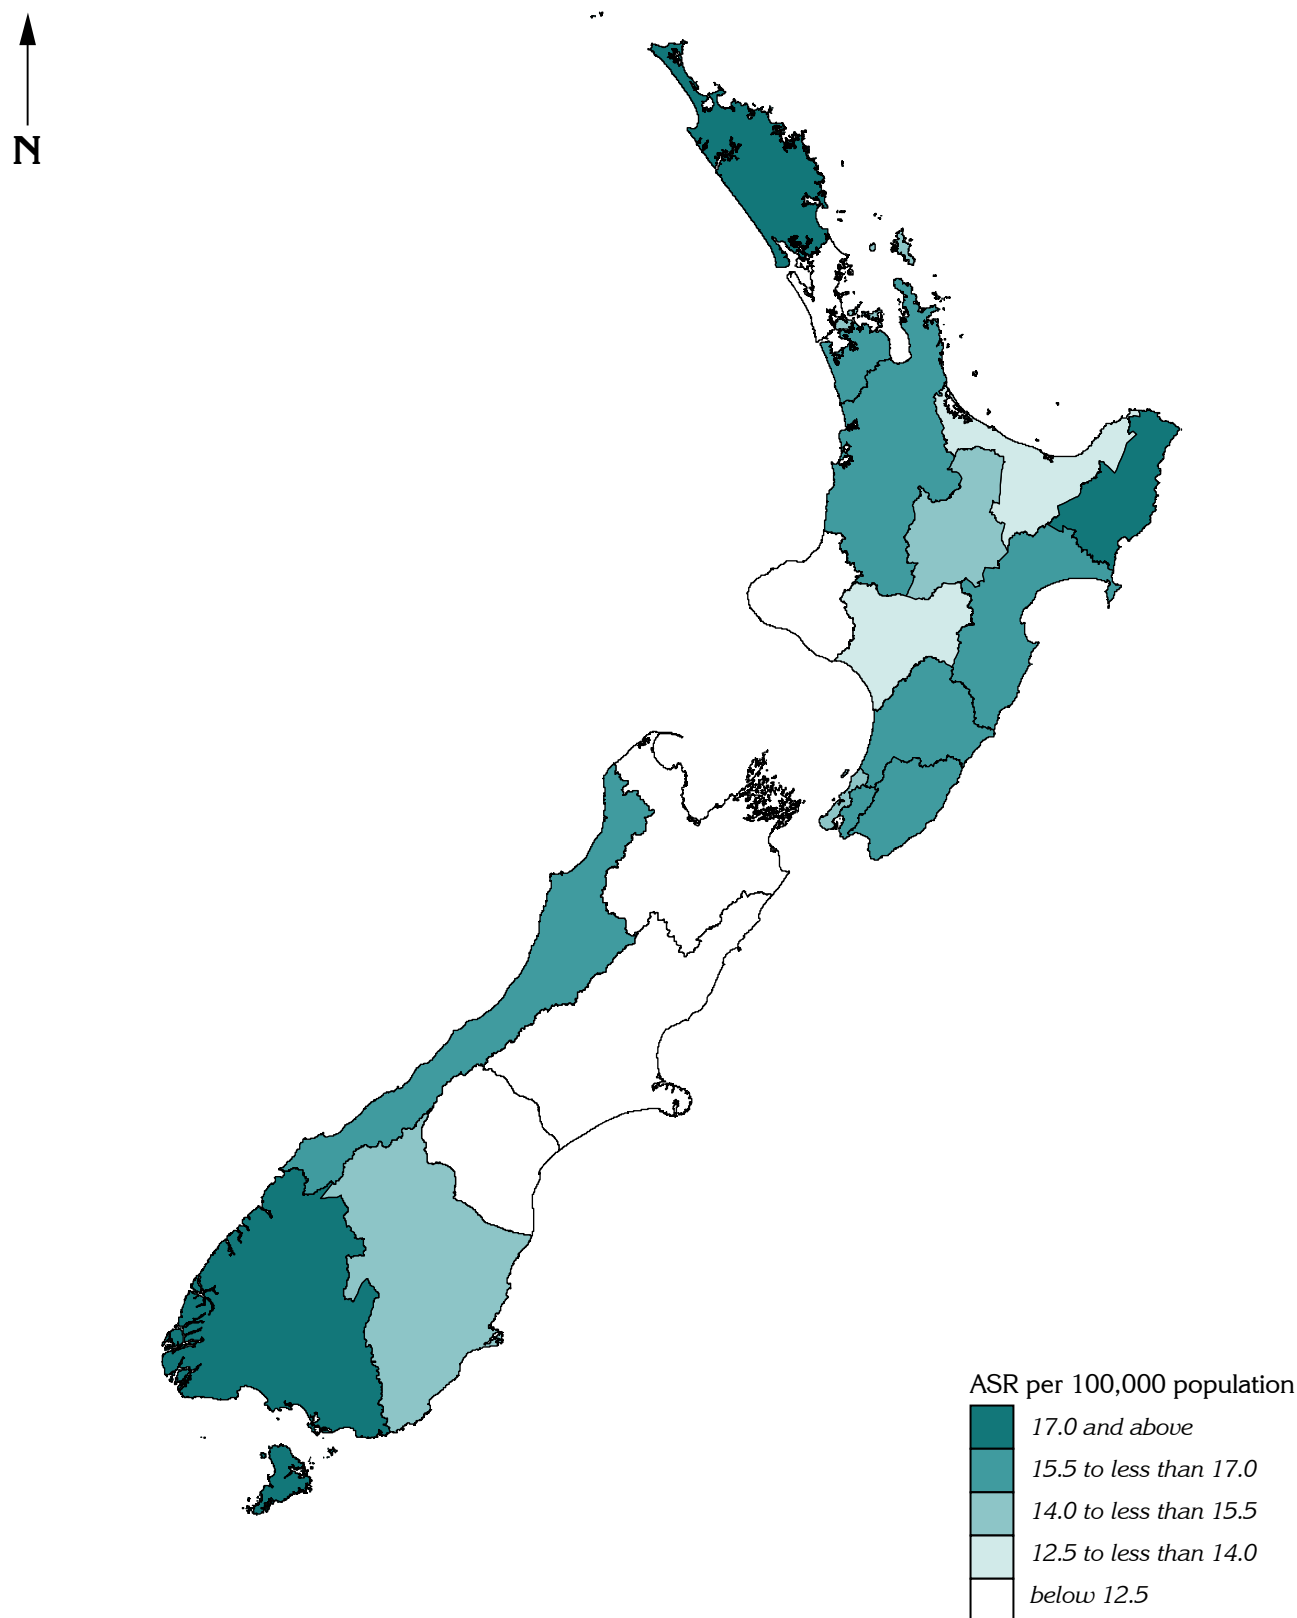 N
ASR per 100,000 population
17.0 and above
15.5 to less than 17.0
14.0 to less than 15.5
12.5 to less than 14.0
below 12.5